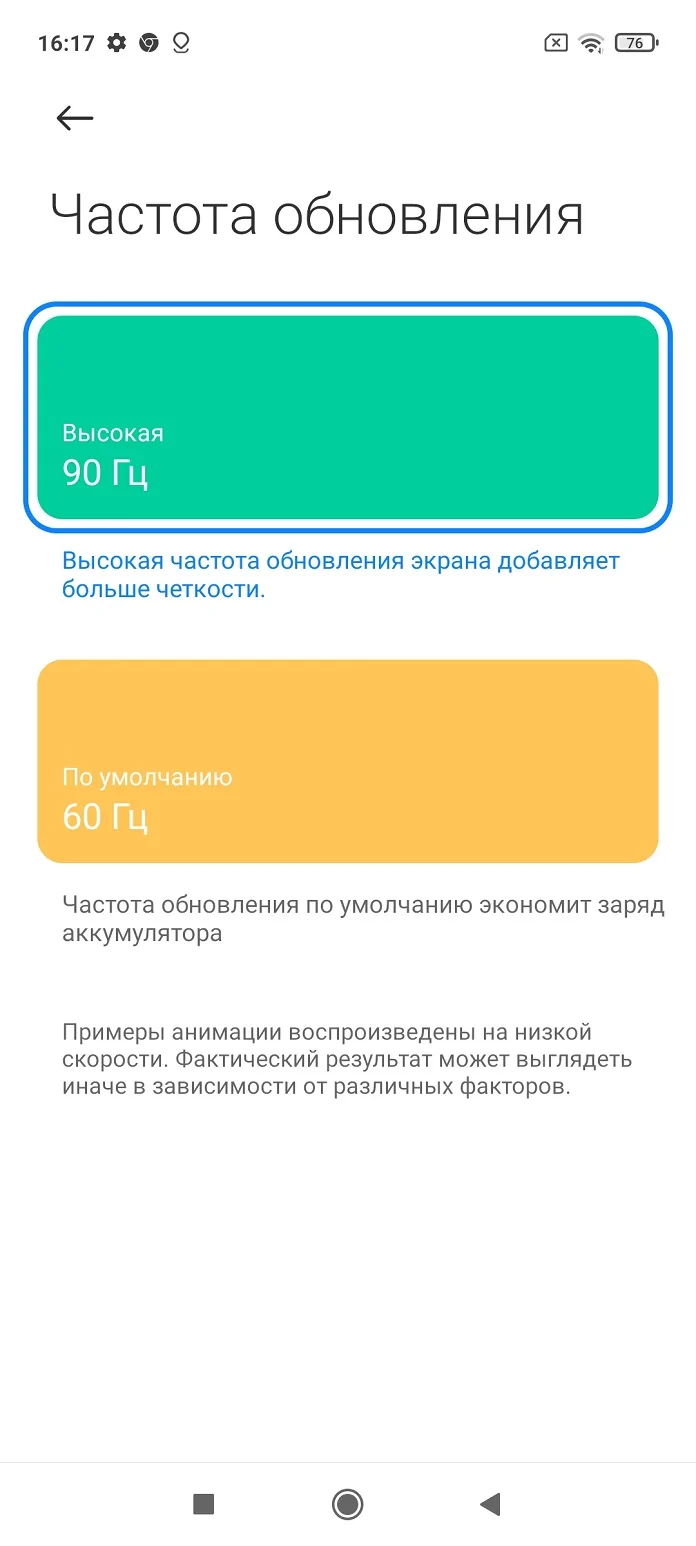 16:17
76
Частота обновления
Высокая
90 Гц
Высокая частота обновления экрана добавляет
больше четкости.
По умолчанию
60 Гц
Частота обновления по умолчанию экономит заряд
аккумулятора
Примеры анимации воспроизведены на низкой
скорости. Фактический результат может выглядеть
иначе в зависимости от различных факторов.